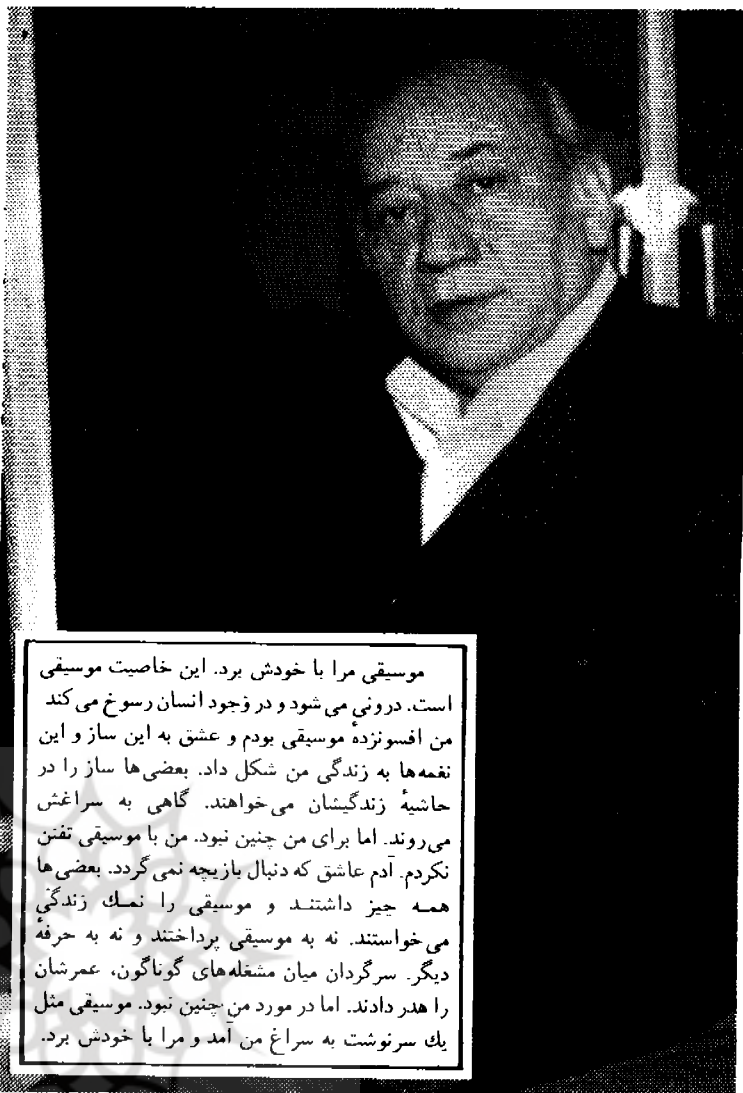 موسیقی مرا با خودش برد. این خاصیت موسیقی
است. درونی می‌شود و در وجود انسان رسوخ می‌کند
من افسونزدهٔ موسیقی بودم و عشق به این ساز و این
نغمه‌ها به زندگی من شکل داد. بعضی‌ها ساز را در
حاشیهٔ زندگیشان می‌خواهند. گاهی به سراغش
می‌روند. اما برای من چنین نبود. من با موسیقی تفنن
نکردم. آدم عاشق که دنبال بازیچه نمی‌گردد. بعضی‌ها
همـه چیز داشتنـد و موسیقی را نمـك زندگی
می‌خواستند. نه به موسیقی پرداختند و نه به حرفهٔ
دیگر. سرگردان میان مشغله‌های گوناگون، عمرشان
را هدر دادند. اما در مورد من چنین نبود. موسیقی مثل
یك سرنوشت به سراغ من آمد و مرا با خودش برد.